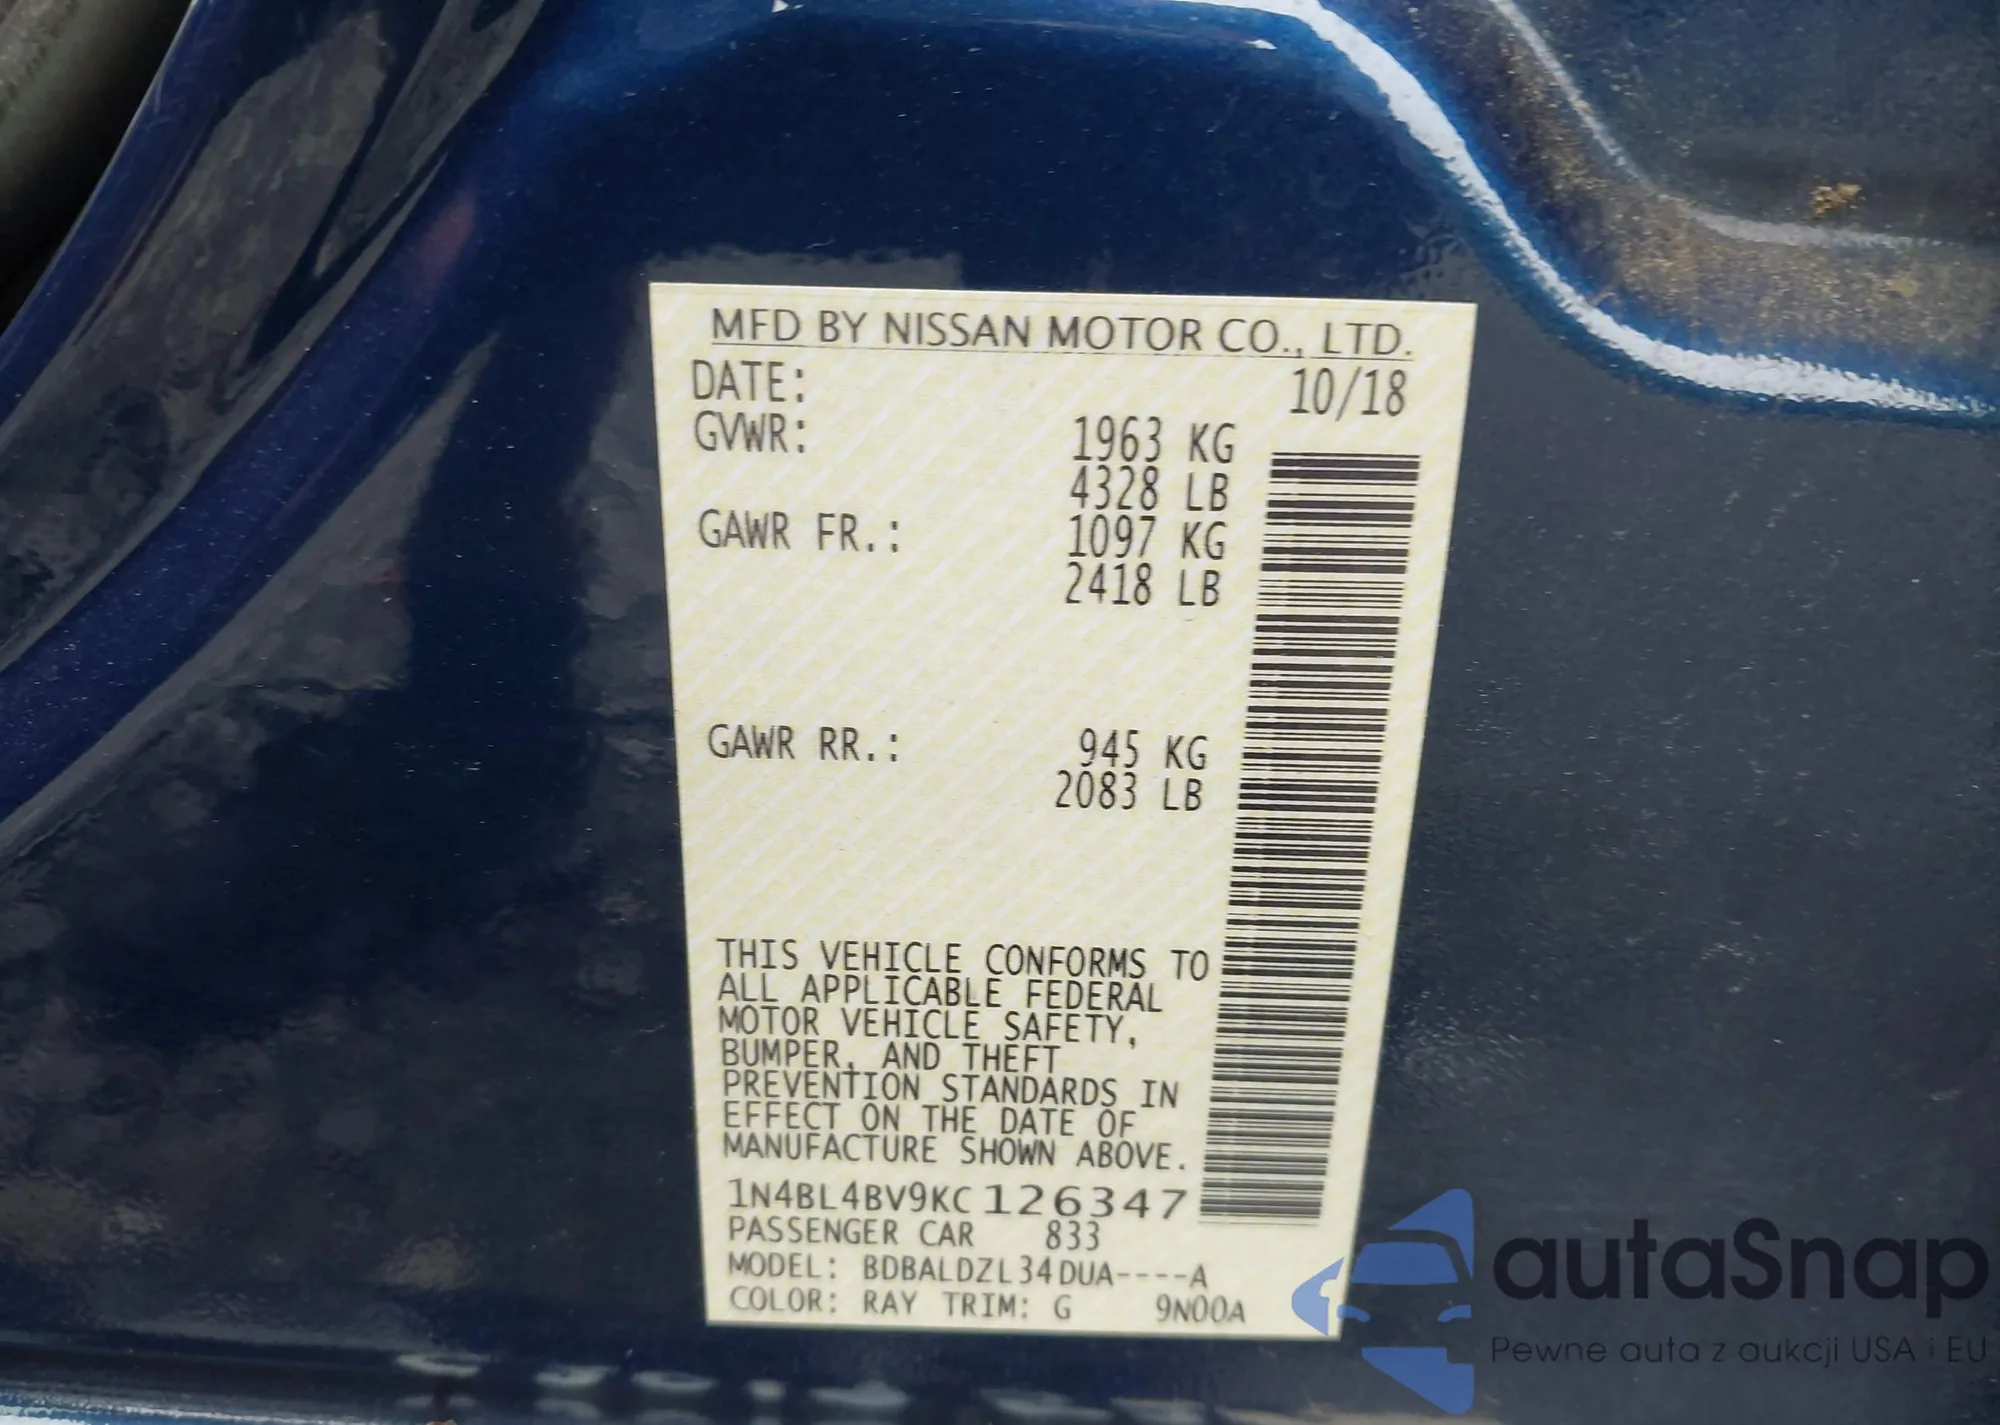 MFD BY NISSAN MOTOR CO., LTD.
DATE: 10/18
GVWR: 1963 KG
4328 LB
GAWR FR.: 1097 KG
2418 LB
GAWR RR.: 945 KG
2083 LB
THIS VEHICLE CONFORMS TO
ALL APPLICABLE FEDERAL
MOTOR VEHICLE SAFETY,
BUMPER, AND THEFT
PREVENTION STANDARDS IN
EFFECT ON THE DATE OF
MANUFACTURE SHOWN ABOVE.
1N4BL4BV9KC126347
PASSENGER CAR 833
MODEL: BDBALDZL34DUA----A
COLOR: RAY TRIM: G 9N00A
autaSnap
Pewne auta z aukcji USA i EU